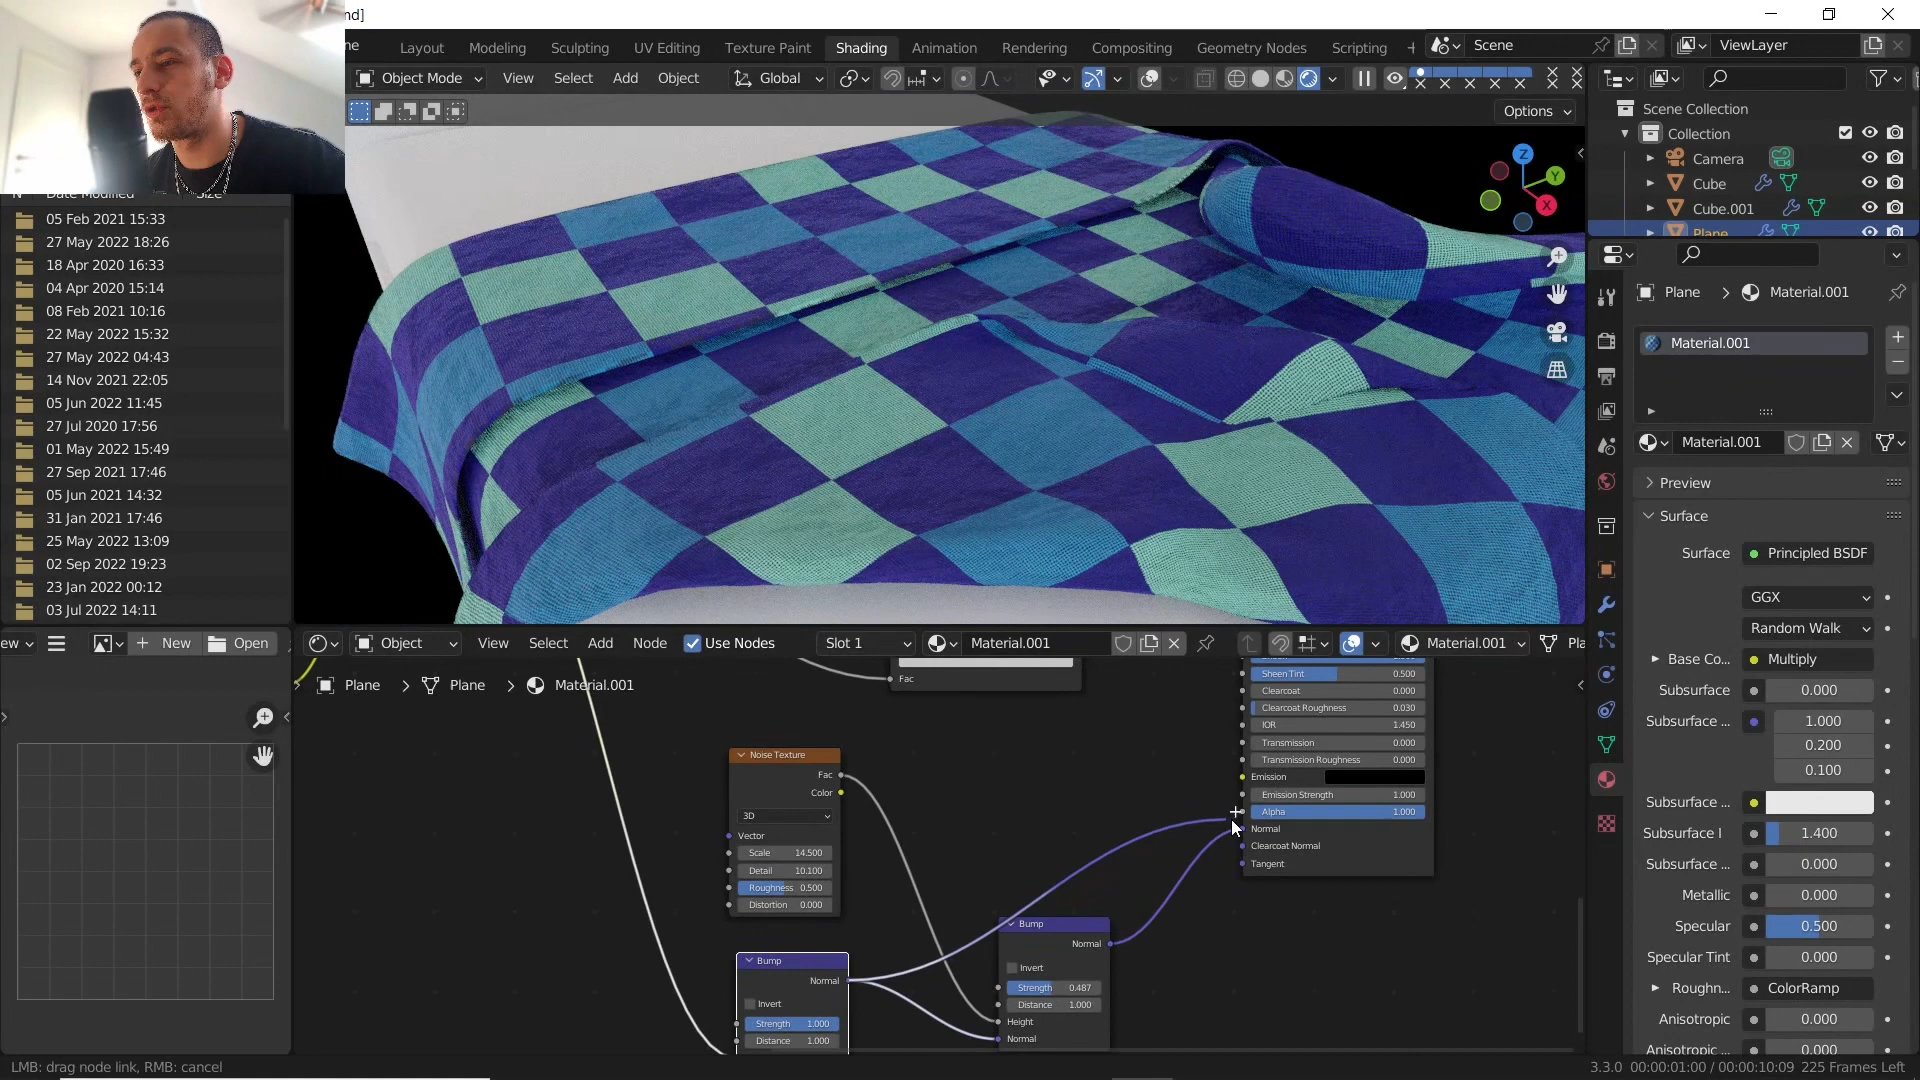 nd]
ne Layout Modeling Sculpting UV Editing Texture Paint Shading Animation Rendering Compositing Geometry Nodes Scripting + Scene ViewLayer
Object Mode View Select Add Object Global
Options
Scene Collection
Collection
Camera
Cube
Cube.001
Plane
Date Modified Size
05 Feb 2021 15:33
27 May 2022 18:26
18 Apr 2020 16:33
04 Apr 2020 15:14
08 Feb 2021 10:16
22 May 2022 15:32
27 May 2022 04:43
14 Nov 2021 22:05
05 Jun 2022 11:45
27 Jul 2020 17:56
01 May 2022 15:49
27 Sep 2021 17:46
05 Jun 2021 14:32
31 Jan 2021 17:46
25 May 2022 13:09
02 Sep 2022 19:23
23 Jan 2022 00:12
03 Jul 2022 14:11
Z
Y
X
Plane > Material.001
Material.001
Material.001
Preview
Surface
Surface Principled BSDF
GGX
Random Walk
Base Co... Multiply
Subsurface 0.000
Subsurface ... 1.000
0.200
0.100
Subsurface ...
Subsurface I 1.400
Subsurface ... 0.000
Metallic 0.000
Specular 0.500
Specular Tint 0.000
Roughn... ColorRamp
Anisotropic 0.000
Anisotropic ... 0.000
ew + New Open
Object View Select Add Node Use Nodes Slot 1 Material.001 Material.001 Pla
Plane > Plane > Material.001
Fac
Noise Texture
Fac
Color
3D
Vector
Scale 14.500
Detail 10.100
Roughness 0.500
Distortion 0.000
Bump
Normal
Invert
Strength 1.000
Distance 1.000
Bump
Normal
Invert
Strength 0.487
Distance 1.000
Height
Normal
Sheen Tint 0.500
Clearcoat 0.000
Clearcoat Roughness 0.030
IOR 1.450
Transmission 0.000
Transmission Roughness 0.000
Emission
Emission Strength 1.000
Alpha 1.000
Normal
Clearcoat Normal
Tangent
LMB: drag node link, RMB: cancel
3.3.0 00:00:01:00 / 00:00:10:09 225 Frames Left